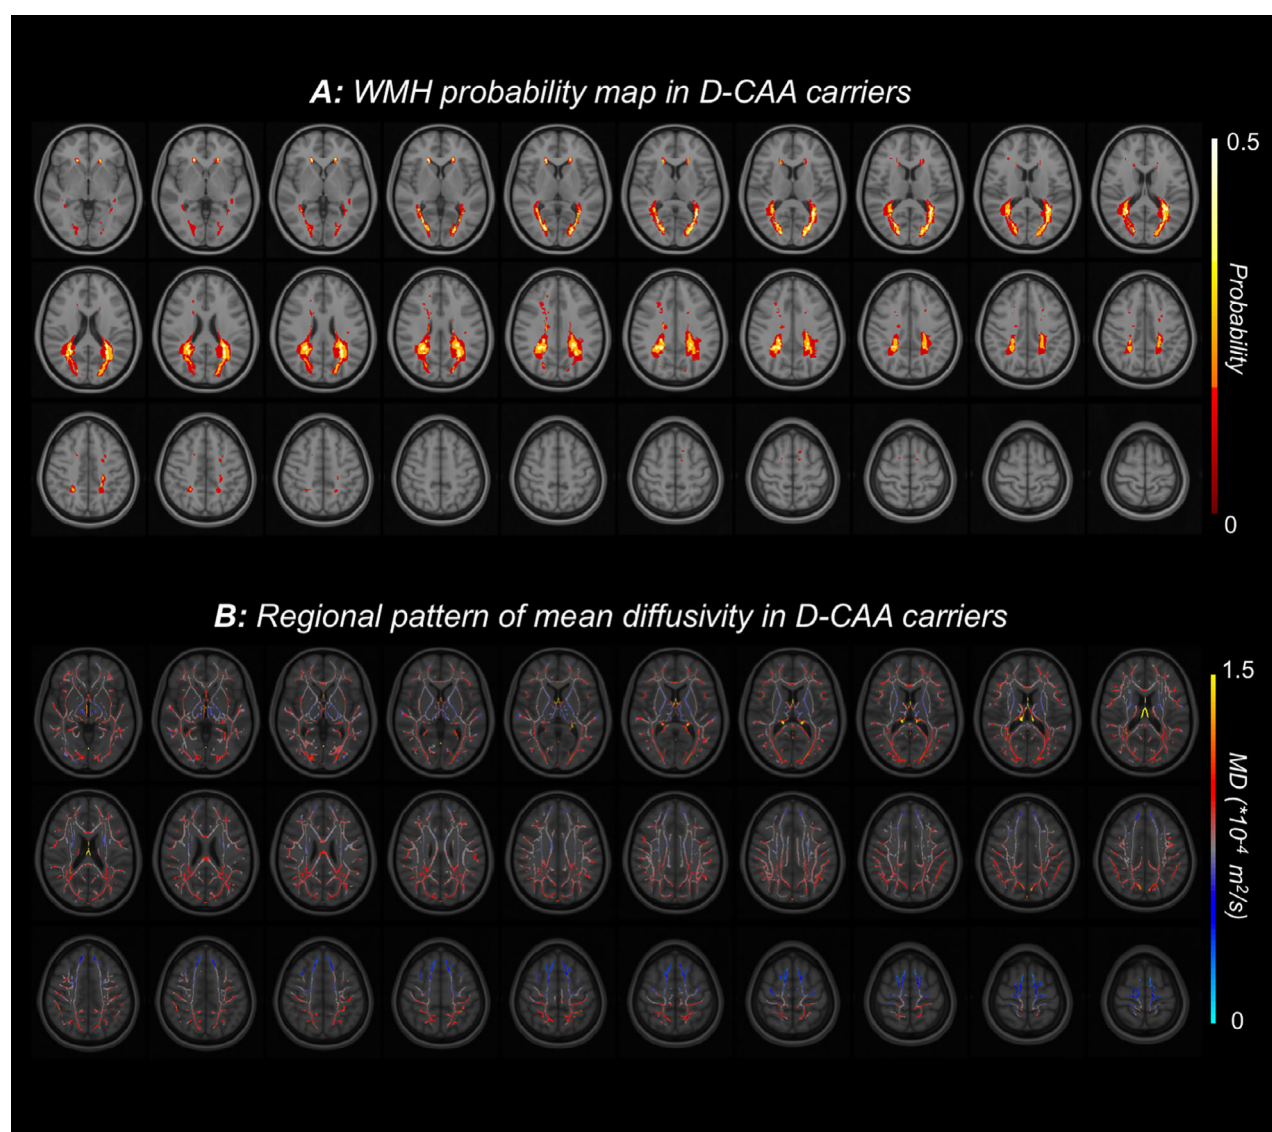 A: WMH probability map in D-CAA carriers
0.5
Probability
0
B: Regional pattern of mean diffusivity in D-CAA carriers
1.5
MD (*10⁻⁴ m²/s)
0